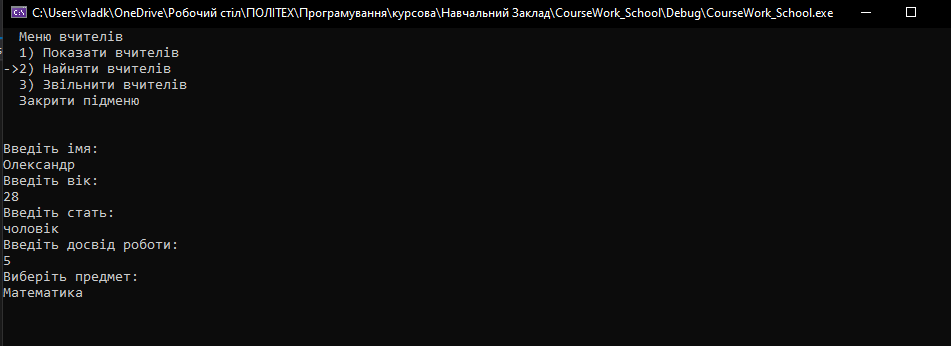 C:\Users\vladk\OneDrive\Робочий стіл\ПОЛІТЕХ\Програмування\курсова\Навчальний Заклад\CourseWork_School\Debug\CourseWork_School.exe
Меню вчителів
1) Показати вчителів
->2) Найняти вчителів
3) Звільнити вчителів
Закрити підменю
Введіть імя:
Олександр
Введіть вік:
28
Введіть стать:
чоловік
Введіть досвід роботи:
5
Виберіть предмет:
Математика